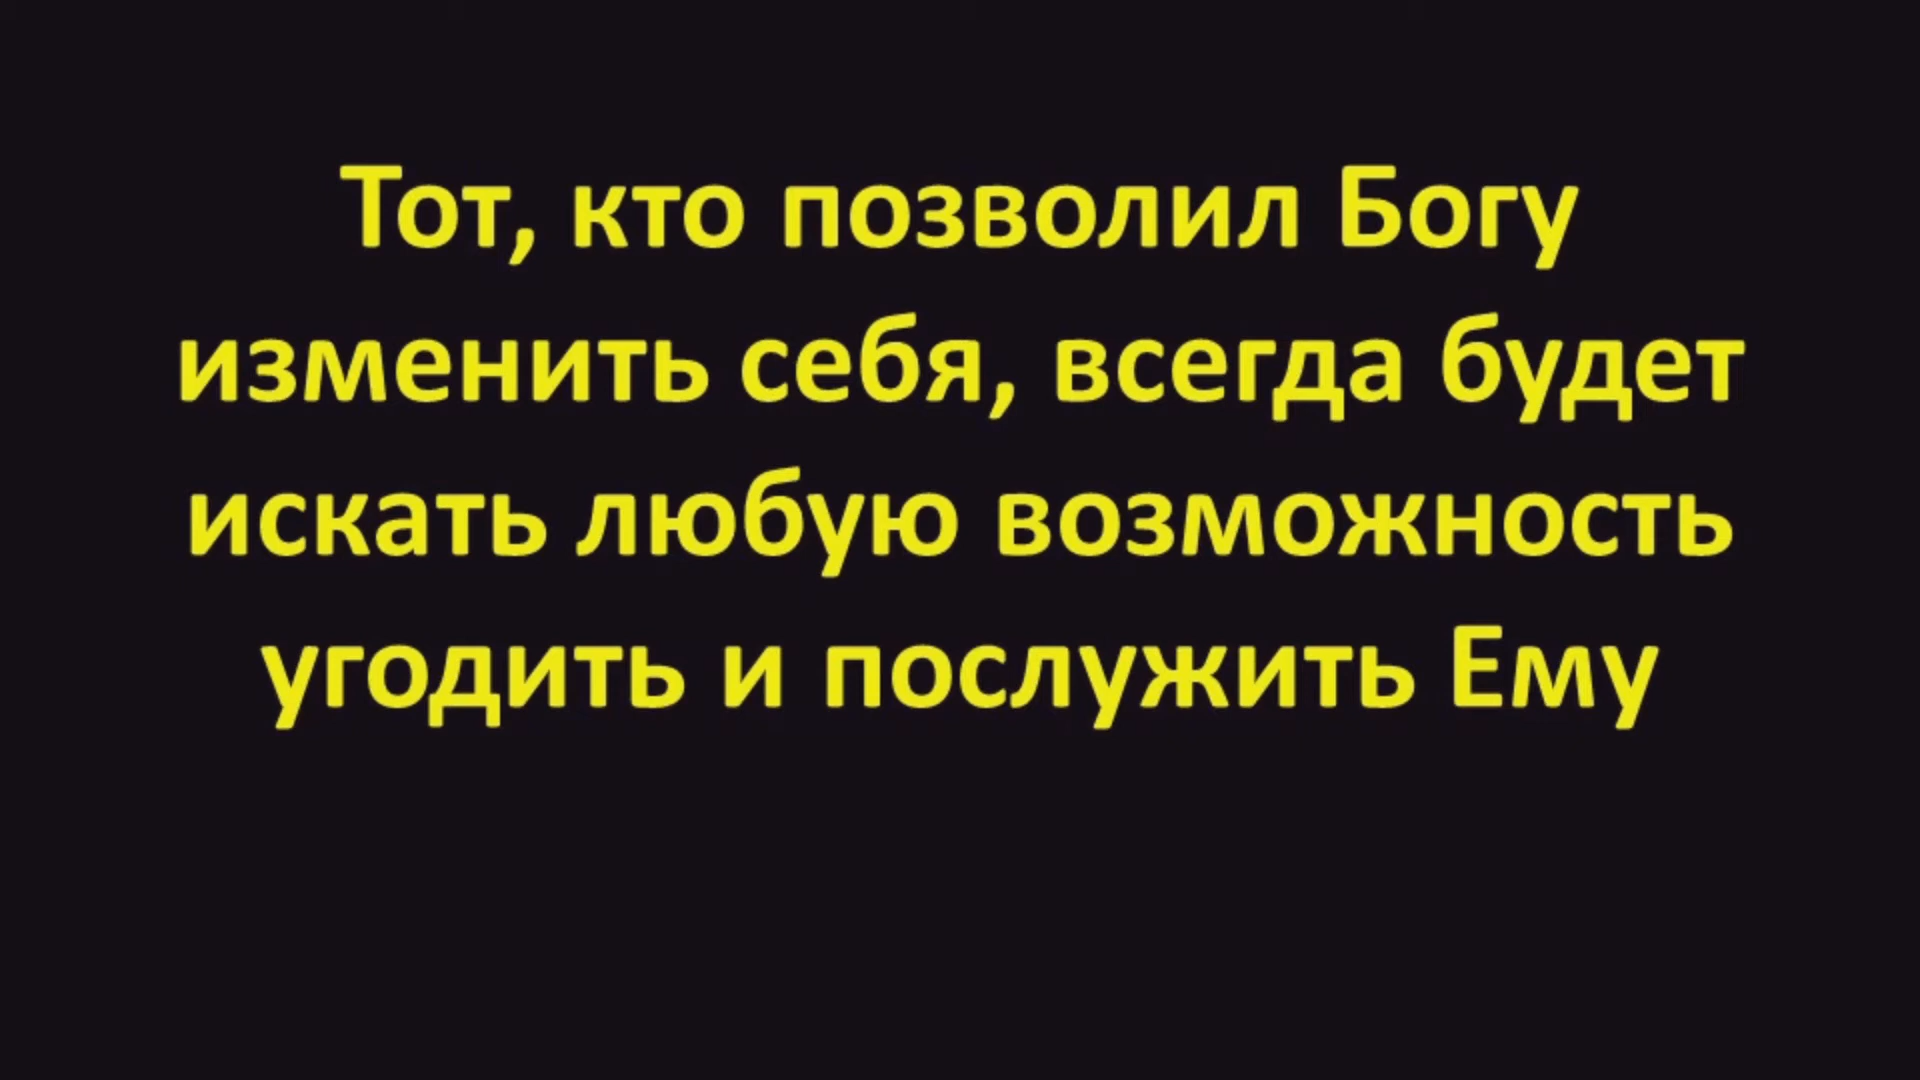 Тот, кто позволил Богу
изменить себя, всегда будет
искать любую возможность
угодить и послужить Ему